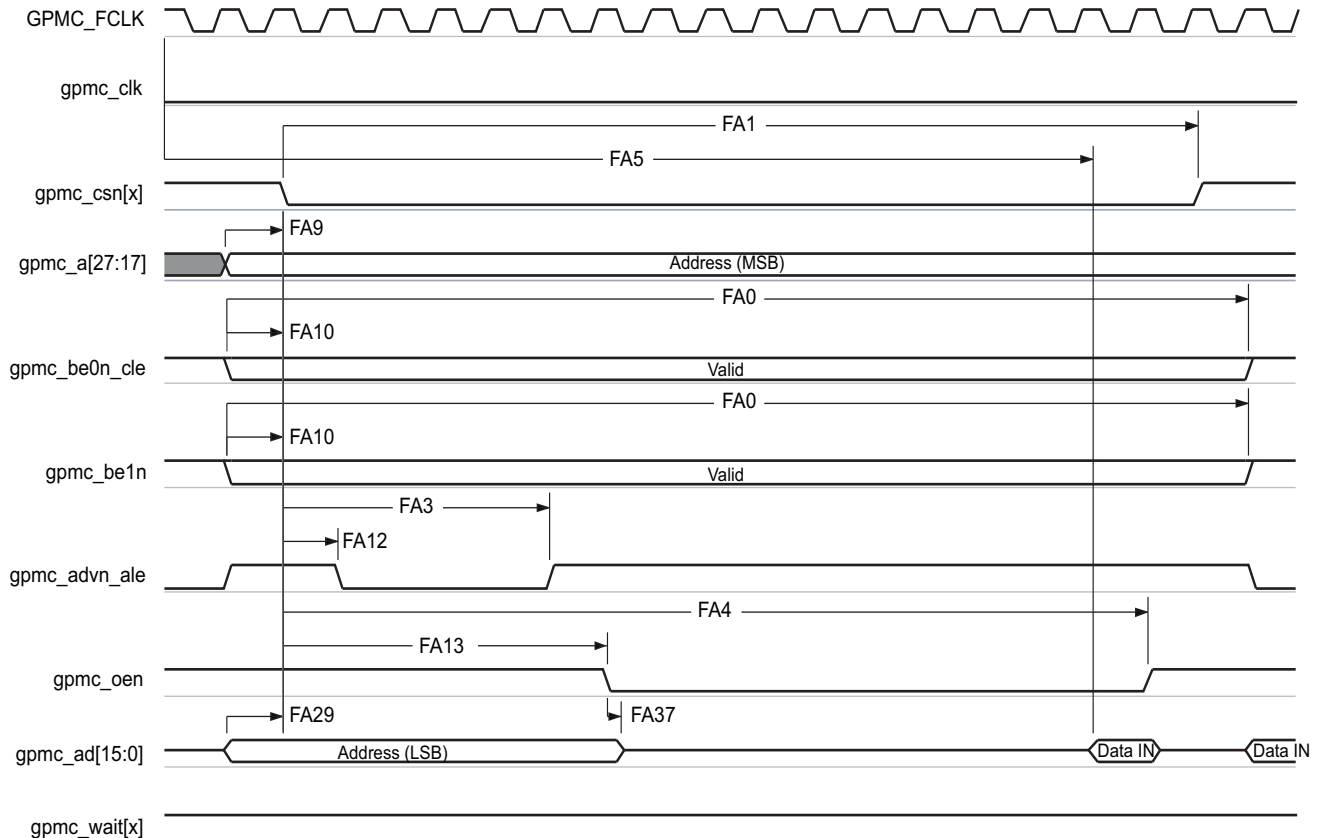 GPMC_FCLK
gpmc_clk
FA1
FA5
gpmc_csn[x]
FA9
gpmc_a[27:17]
Address (MSB)
FA0
FA10
gpmc_be0n_cle
Valid
FA0
FA10
gpmc_be1n
Valid
FA3
FA12
gpmc_advn_ale
FA4
FA13
gpmc_oen
FA29
FA37
gpmc_ad[15:0]
Address (LSB)
Data IN
Data IN
gpmc_wait[x]